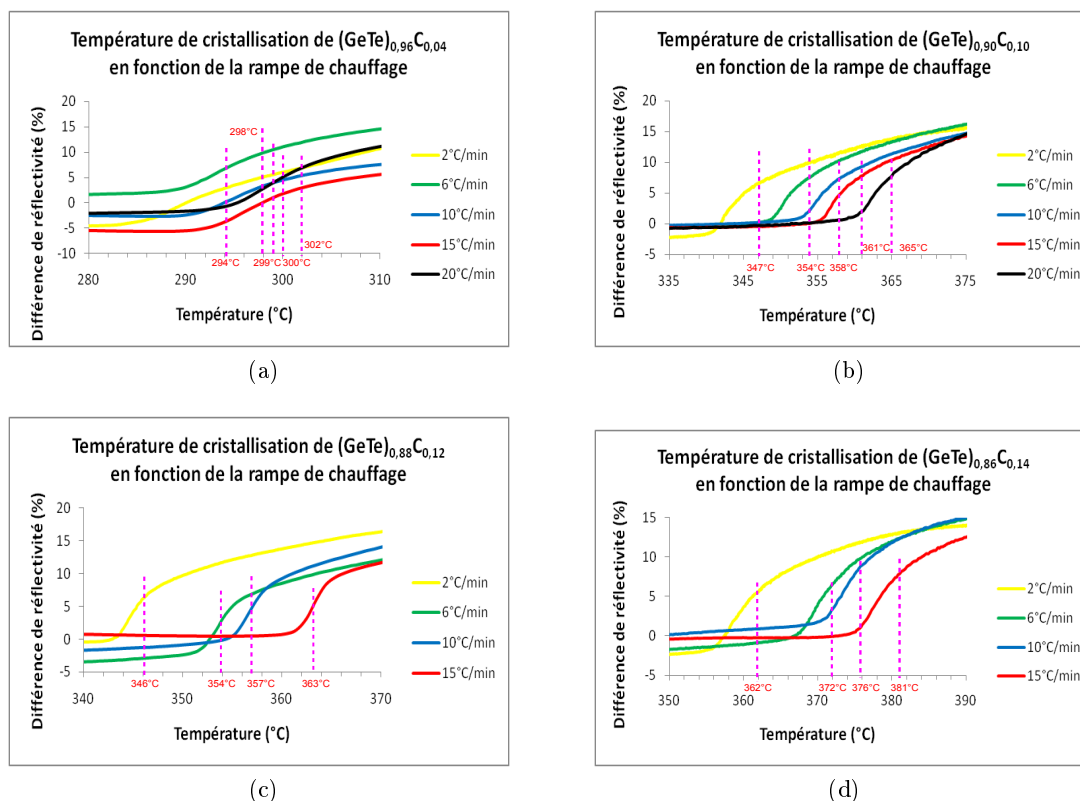 Température de cristallisation de (GeTe)0,96C0,04
en fonction de la rampe de chauffage
Différence de réflectivité (%)
20
15
10
5
0
-5
-10
280
290
300
310
298°C
294°C
299°C
300°C
302°C
Température (°C)
2°C/min
6°C/min
10°C/min
15°C/min
20°C/min
(a)
Température de cristallisation de (GeTe)0,90C0,10
en fonction de la rampe de chauffage
Différence de réflectivité (%)
20
15
10
5
0
-5
335
345
355
365
375
347°C
354°C
358°C
361°C
365°C
Température (°C)
2°C/min
6°C/min
10°C/min
15°C/min
20°C/min
(b)
Température de cristallisation de (GeTe)0,88C0,12
en fonction de la rampe de chauffage
Différence de réflectivité (%)
20
15
10
5
0
-5
340
350
360
370
346°C
354°C
357°C
363°C
Température (°C)
2°C/min
6°C/min
10°C/min
15°C/min
(c)
Température de cristallisation de (GeTe)0,86C0,14
en fonction de la rampe de chauffage
Différence de réflectivité (%)
15
10
5
0
-5
350
360
370
380
390
362°C
372°C
376°C
381°C
Température (°C)
2°C/min
6°C/min
10°C/min
15°C/min
(d)